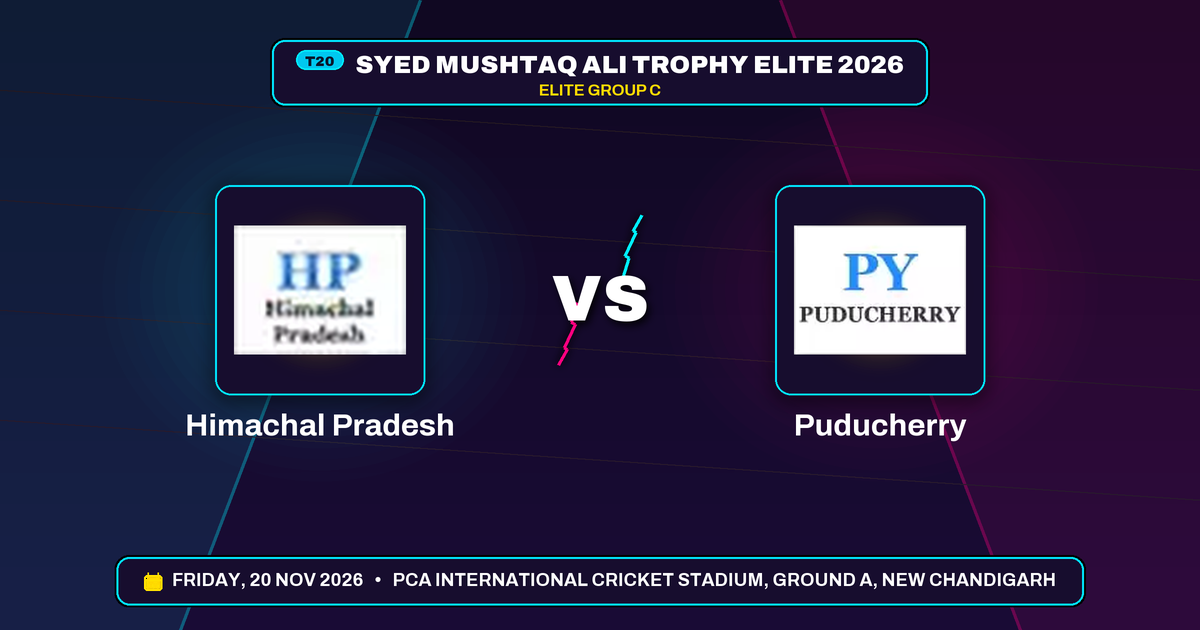 T20 SYED MUSHTAQ ALI TROPHY ELITE 2026
ELITE GROUP C
HP
Himachal
Pradesh
VS
PY
PUDUCHERRY
Himachal Pradesh
Puducherry
FRIDAY, 20 NOV 2026 • PCA INTERNATIONAL CRICKET STADIUM, GROUND A, NEW CHANDIGARH